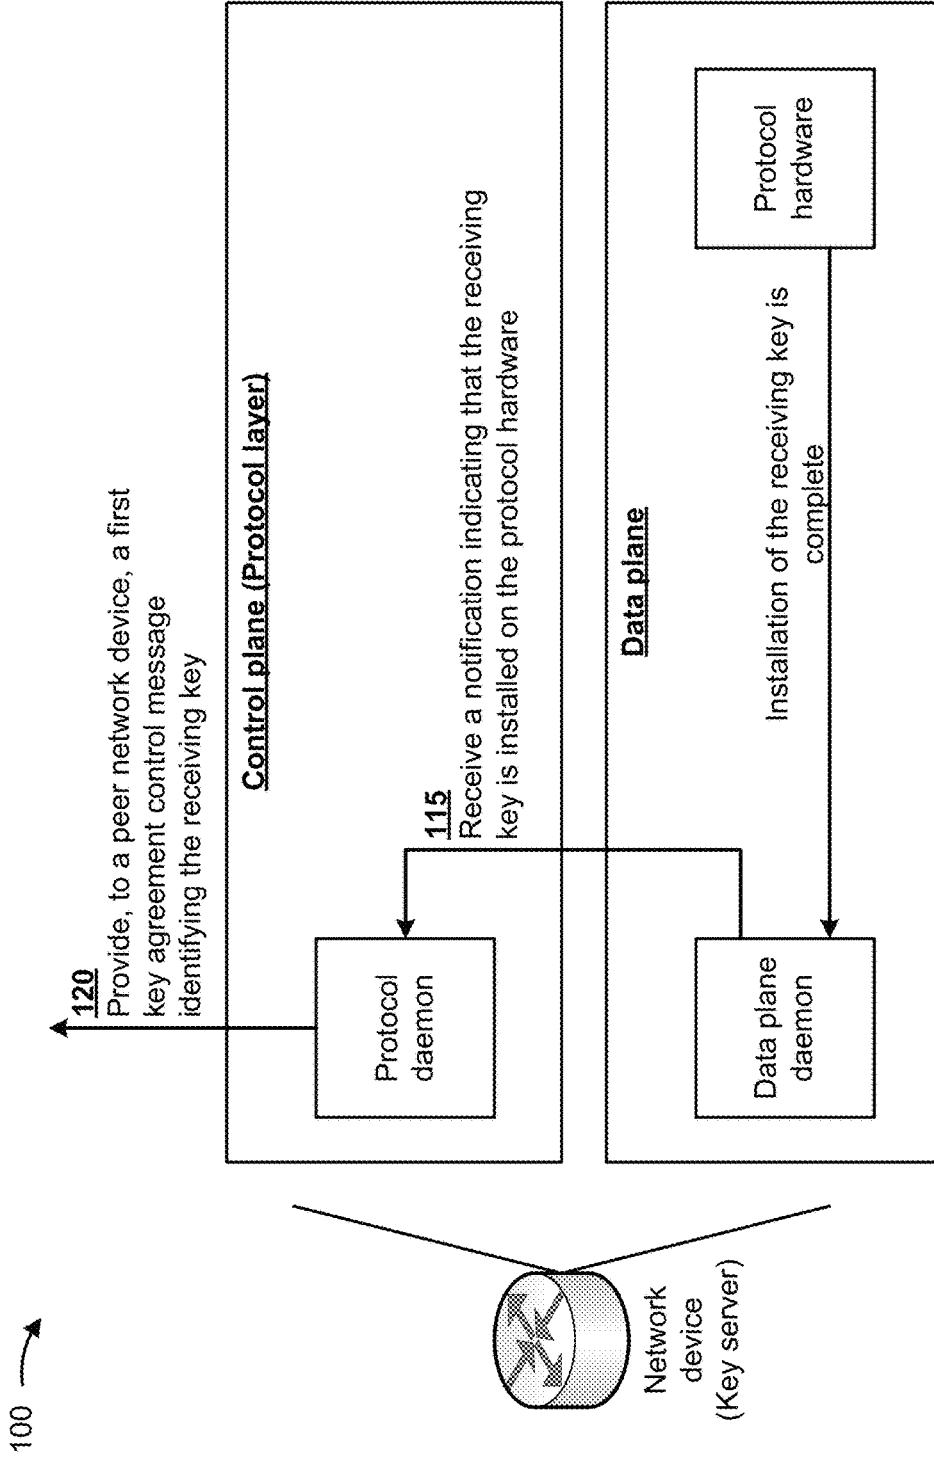 100
120
Provide, to a peer network device, a first
key agreement control message
identifying the receiving key
Control plane (Protocol layer)
115
Receive a notification indicating that the receiving
key is installed on the protocol hardware
Protocol
daemon
Data plane
Installation of the receiving key is
complete
Data plane
daemon
Protocol
hardware
Network
device
(Key server)